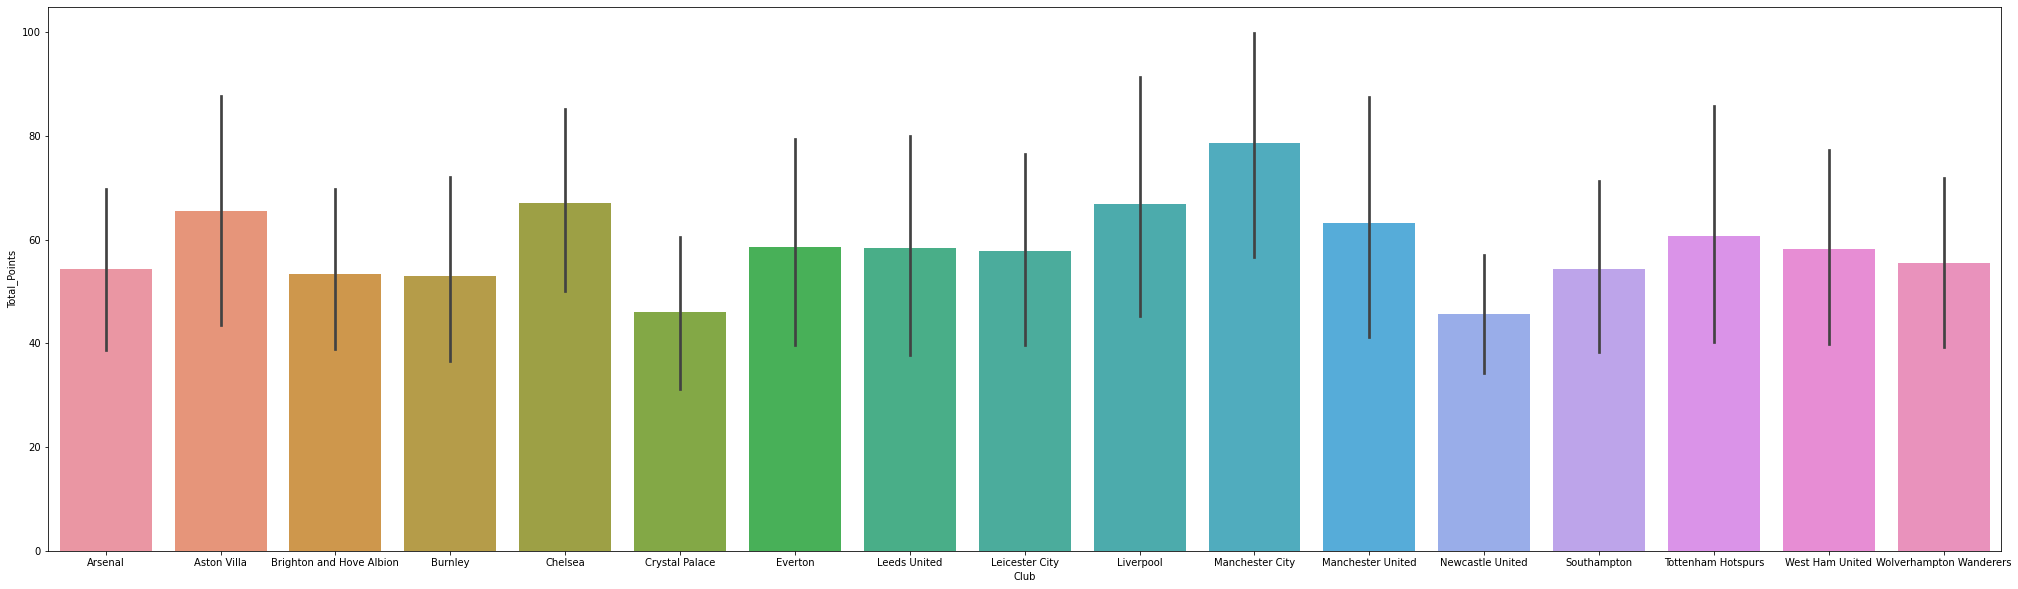 100
80
60
40
20
0
Total_Points
Arsenal Aston Villa Brighton and Hove Albion Burnley Chelsea Crystal Palace Everton Leeds United Leicester City Liverpool Manchester City Manchester United Newcastle United Southampton Tottenham Hotspurs West Ham United Wolverhampton Wanderers
Club